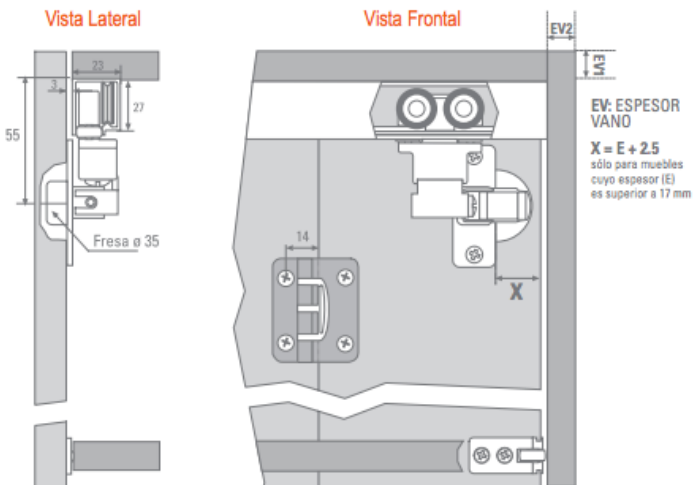 Vista Lateral
Vista Frontal
EV2
EV1
23
3
27
55
Fresa ø 35
14
X
EV: ESPESOR
VANO
X = E + 2.5
sólo para muebles
cuyo espesor (E)
es superior a 17 mm